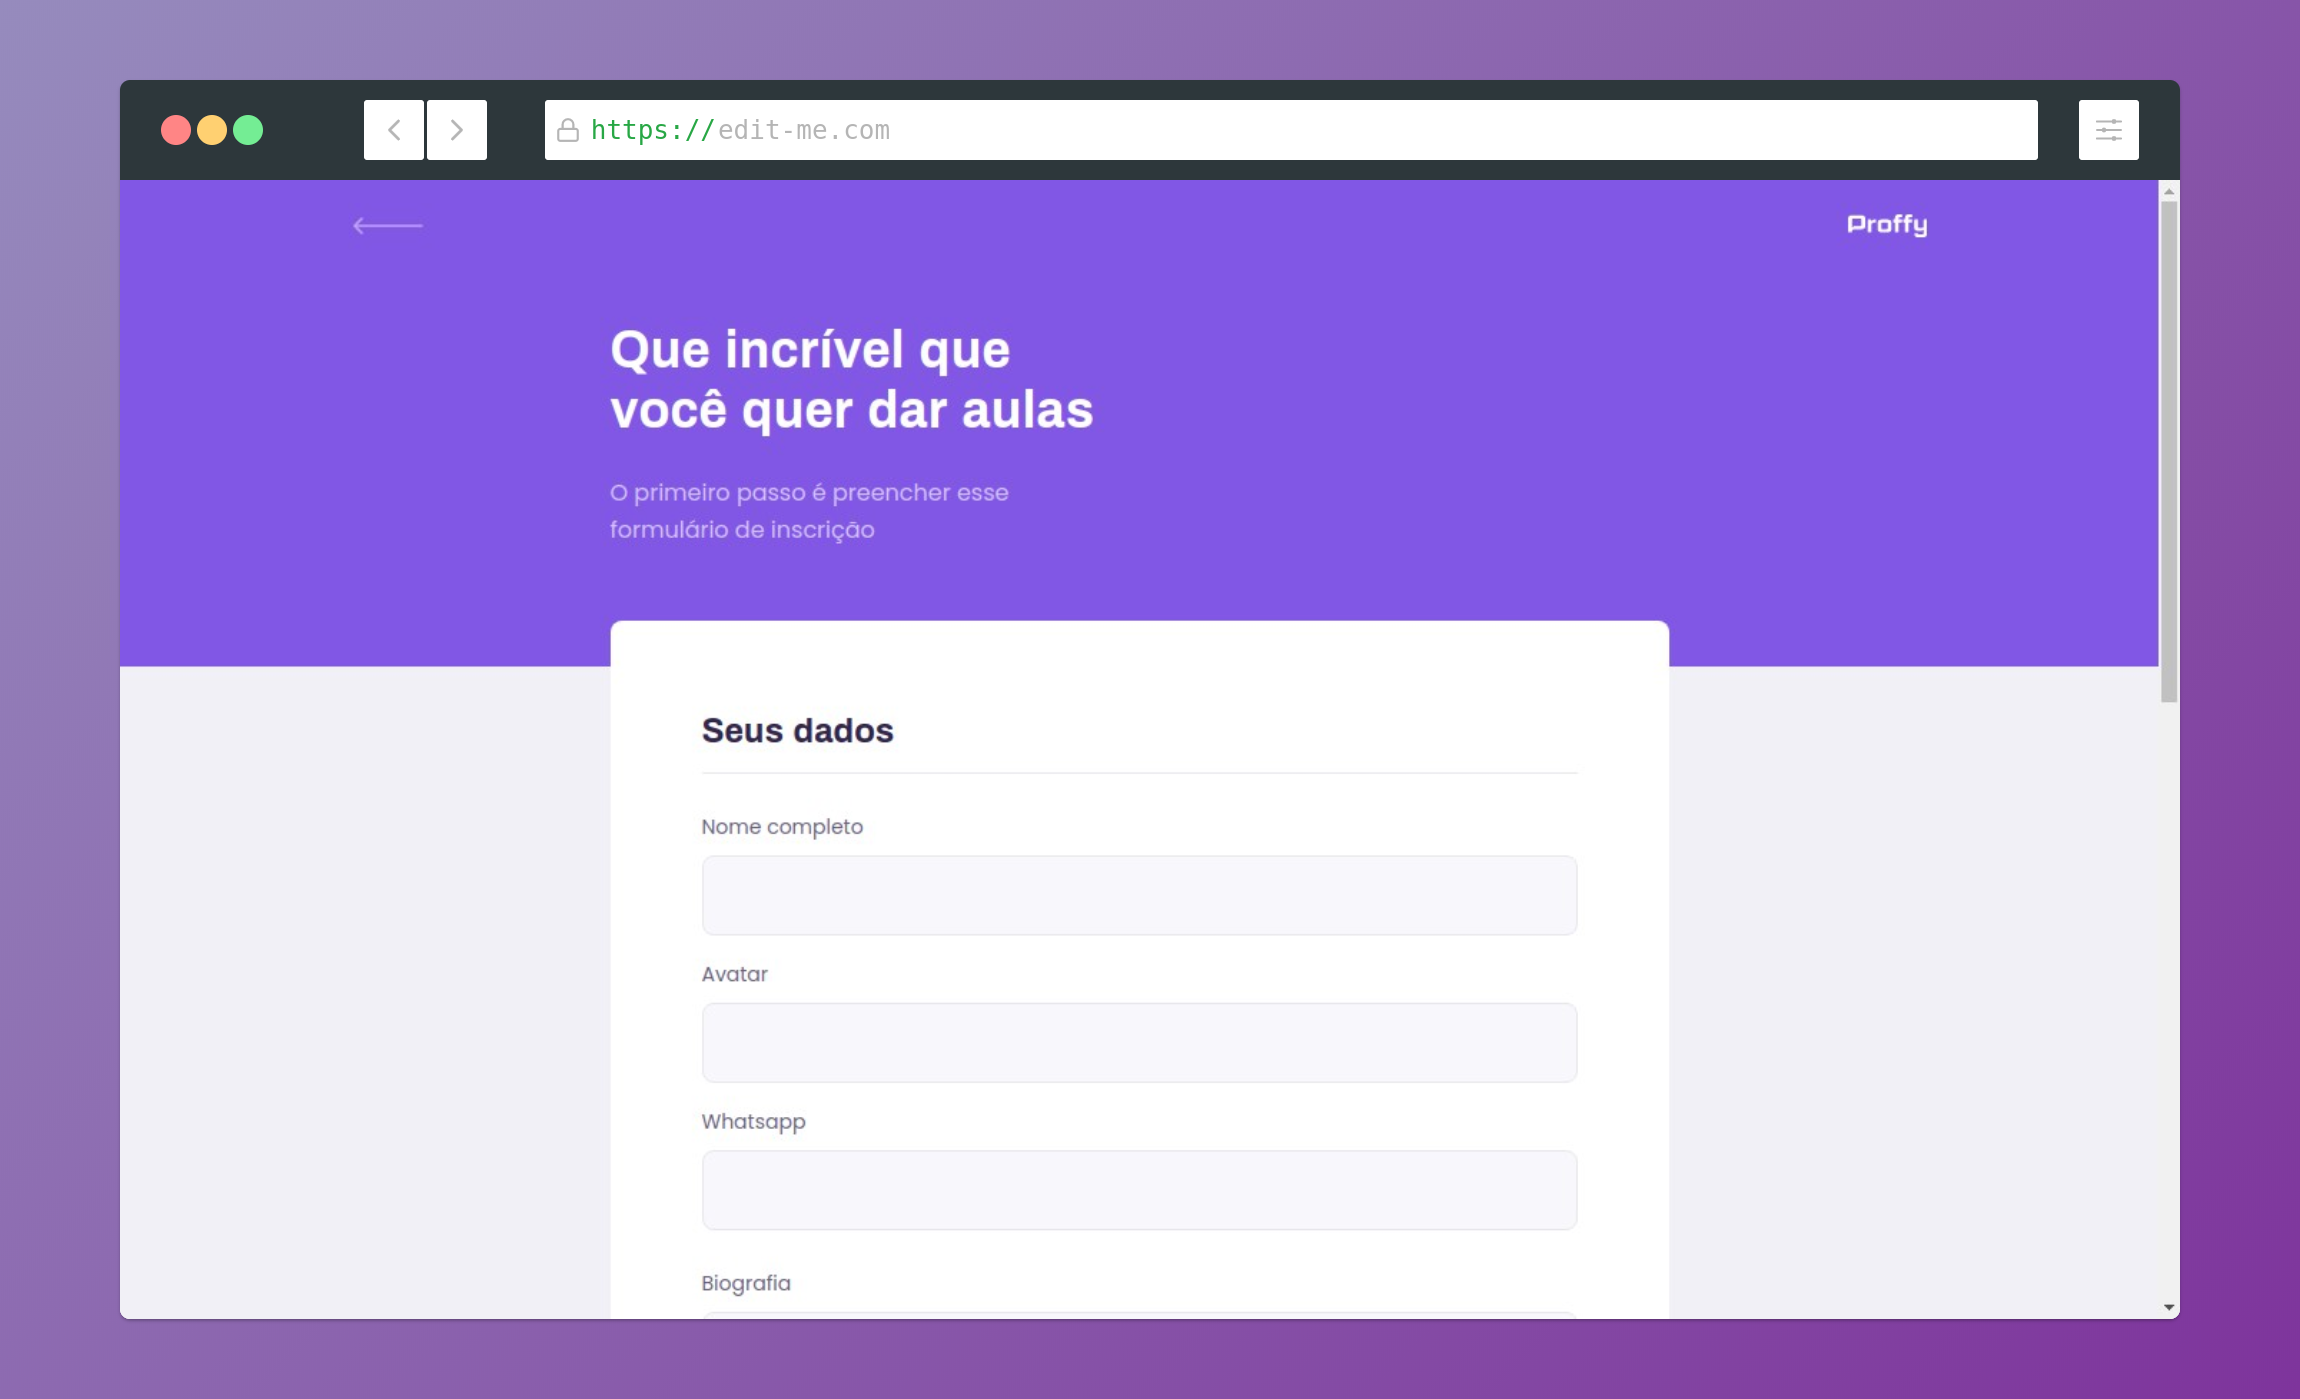 https://edit-me.com
Proffy
Que incrível que
você quer dar aulas
O primeiro passo é preencher esse
formulário de inscrição
Seus dados
Nome completo
Avatar
Whatsapp
Biografia